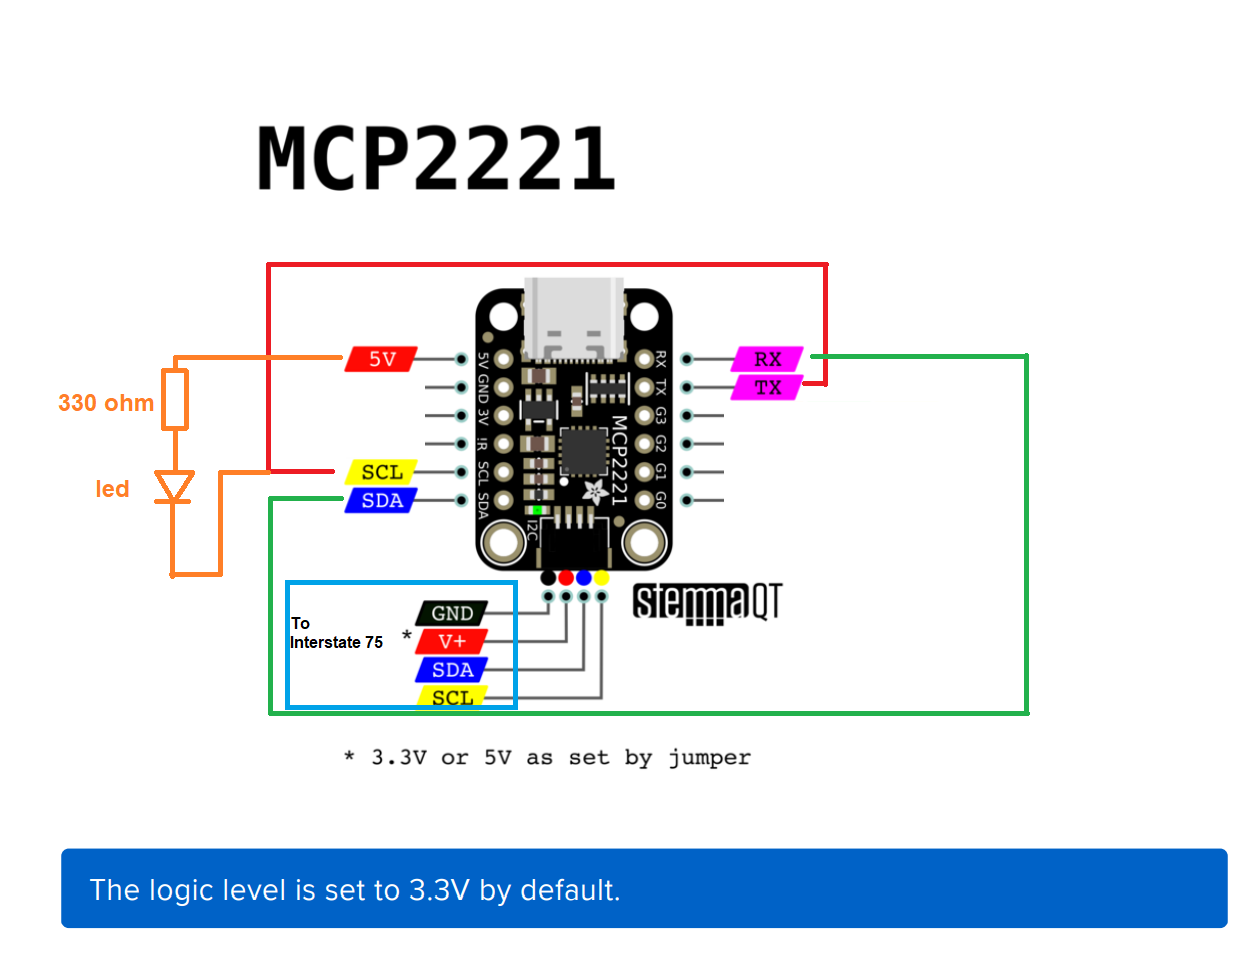 MCP2221
5V
330 ohm
led
SCL
SDA
RX
TX
5V GND 3V !R SCL SDA
RX TX G3 G2 G1 G0
MCP2221
I2C
stemma QT
To
Interstate 75
GND
* V+
SDA
SCL
* 3.3V or 5V as set by jumper
The logic level is set to 3.3V by default.